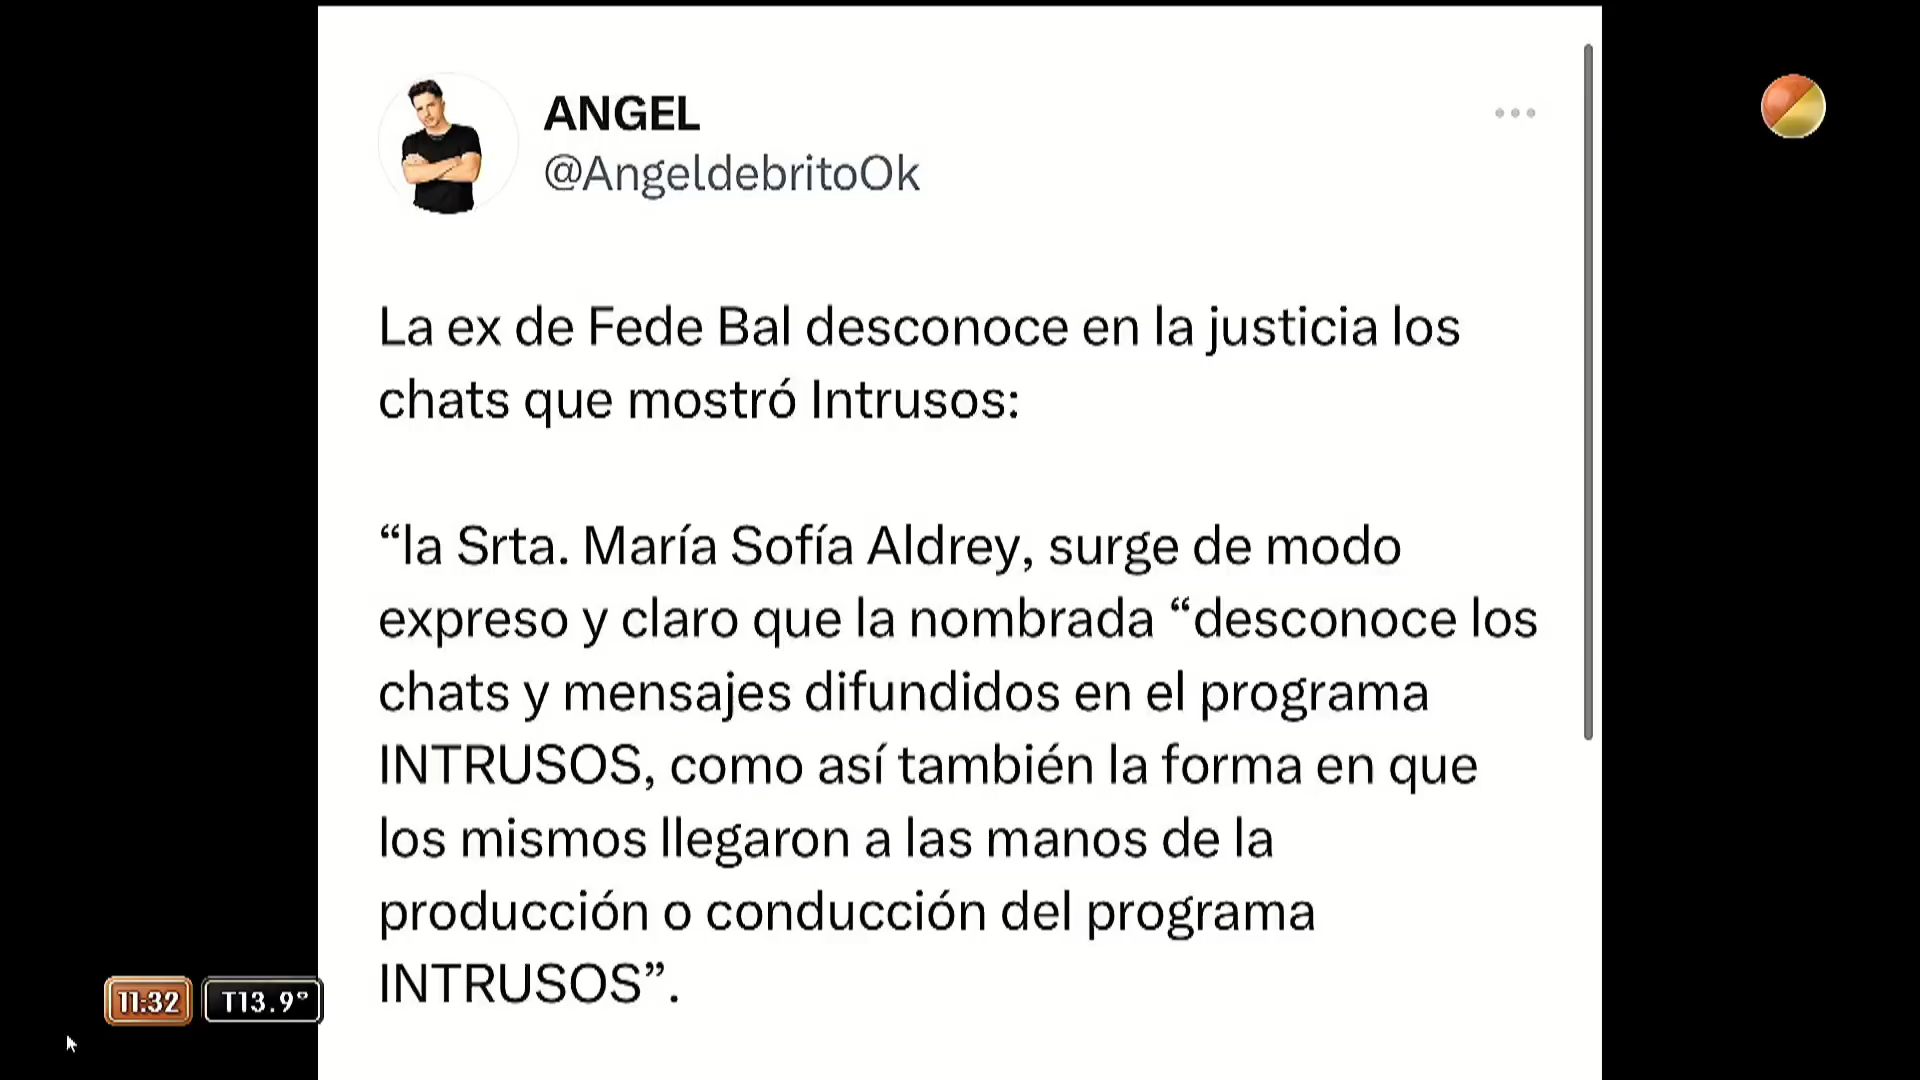 ANGEL
@AngeldebritoOk
La ex de Fede Bal desconoce en la justicia los
chats que mostró Intrusos:
“la Srta. María Sofía Aldrey, surge de modo
expreso y claro que la nombrada “desconoce los
chats y mensajes difundidos en el programa
INTRUSOS, como así también la forma en que
los mismos llegaron a las manos de la
producción o conducción del programa
INTRUSOS”.
11:32 T13.9°